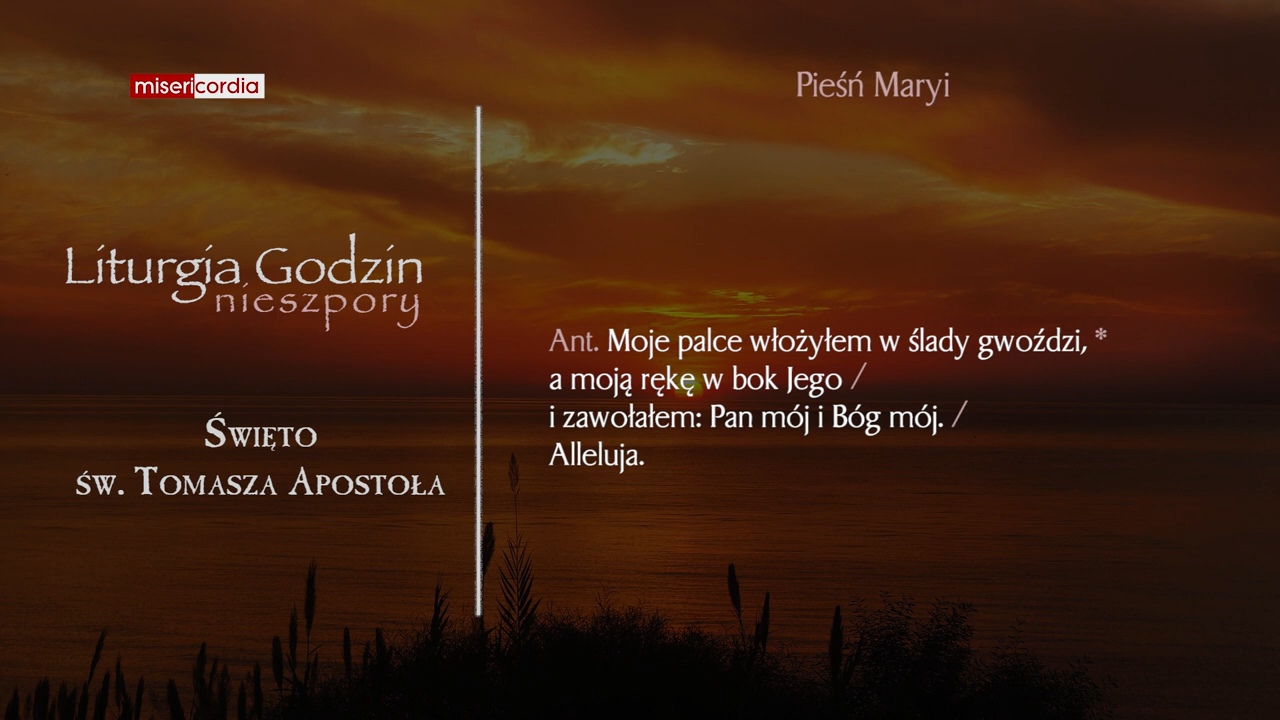 misericordia
Liturgia Godzin
nieszpory
Święto
św. Tomasza Apostoła
Pieśń Maryi
Ant. Moje palce włożyłem w ślady gwoździ, *
a moją rękę w bok Jego /
i zawołałem: Pan mój i Bóg mój. /
Alleluja.